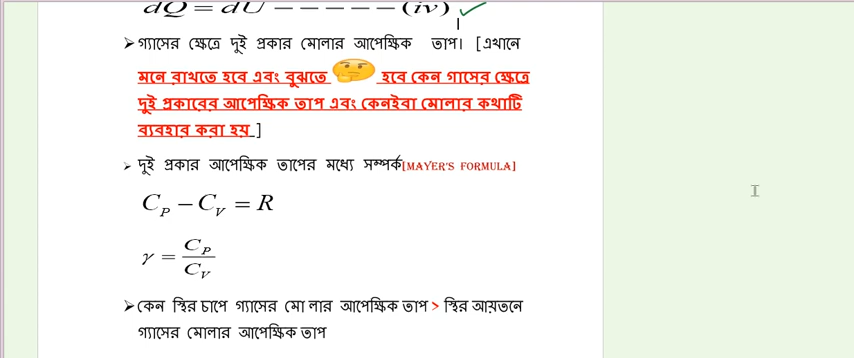 dQ = dU – – – – – – (iv)
➢ গ্যাসের ক্ষেত্রে দুই প্রকার মোলার আপেক্ষিক তাপ। [এখানে
মনে রাখতে হবে এবং বুঝতে 🤔 হবে কেন গাসের ক্ষেত্রে
দুই প্রকারের আপেক্ষিক তাপ এবং কেনইবা মোলার কথাটি
ব্যবহার করা হয় ]
➢ দুই প্রকার আপেক্ষিক তাপের মধ্যে সম্পর্ক[MAYER'S FORMULA]
C_P – C_V = R
γ = C_P / C_V
➢ কেন স্থির চাপে গ্যাসের মো লার আপেক্ষিক তাপ > স্থির আয়তনে
গ্যাসের মোলার আপেক্ষিক তাপ